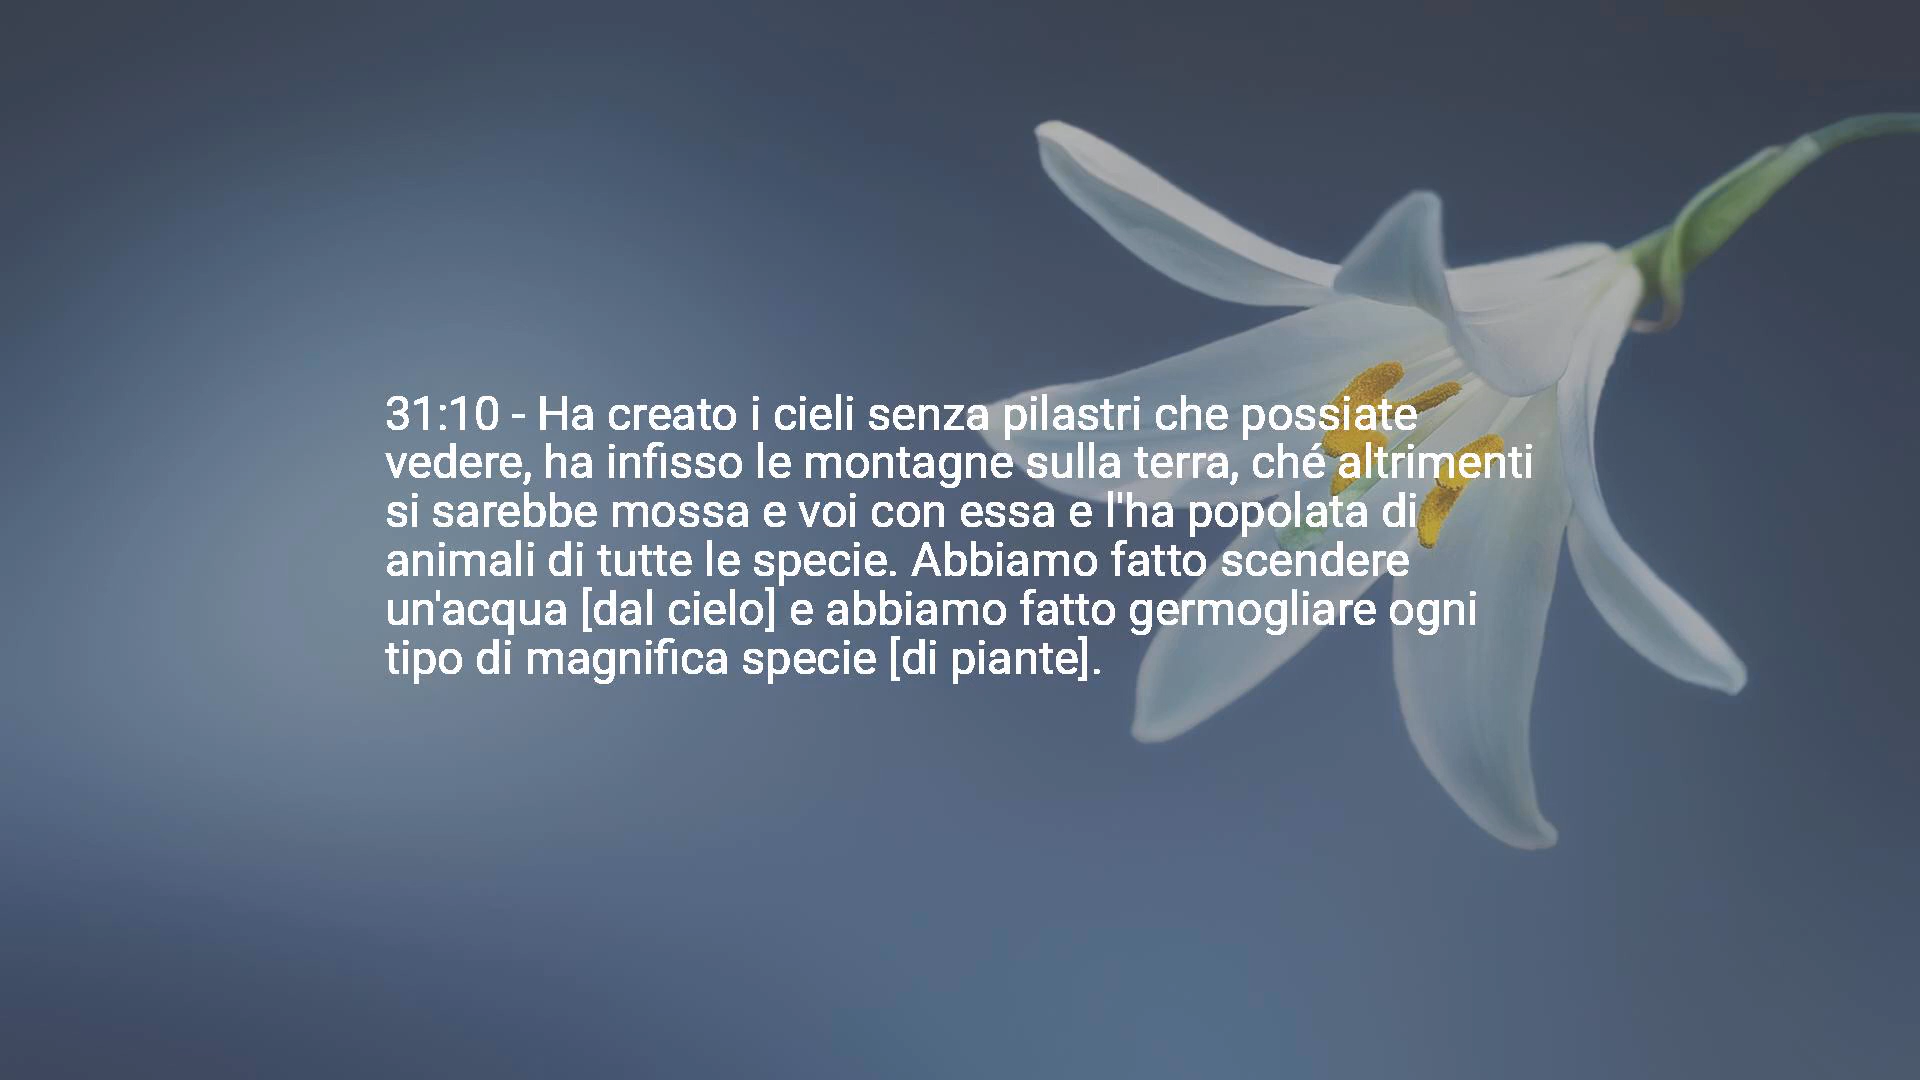 31:10 - Ha creato i cieli senza pilastri che possiate
vedere, ha infisso le montagne sulla terra, ché altrimenti
si sarebbe mossa e voi con essa e l'ha popolata di
animali di tutte le specie. Abbiamo fatto scendere
un'acqua [dal cielo] e abbiamo fatto germogliare ogni
tipo di magnifica specie [di piante].